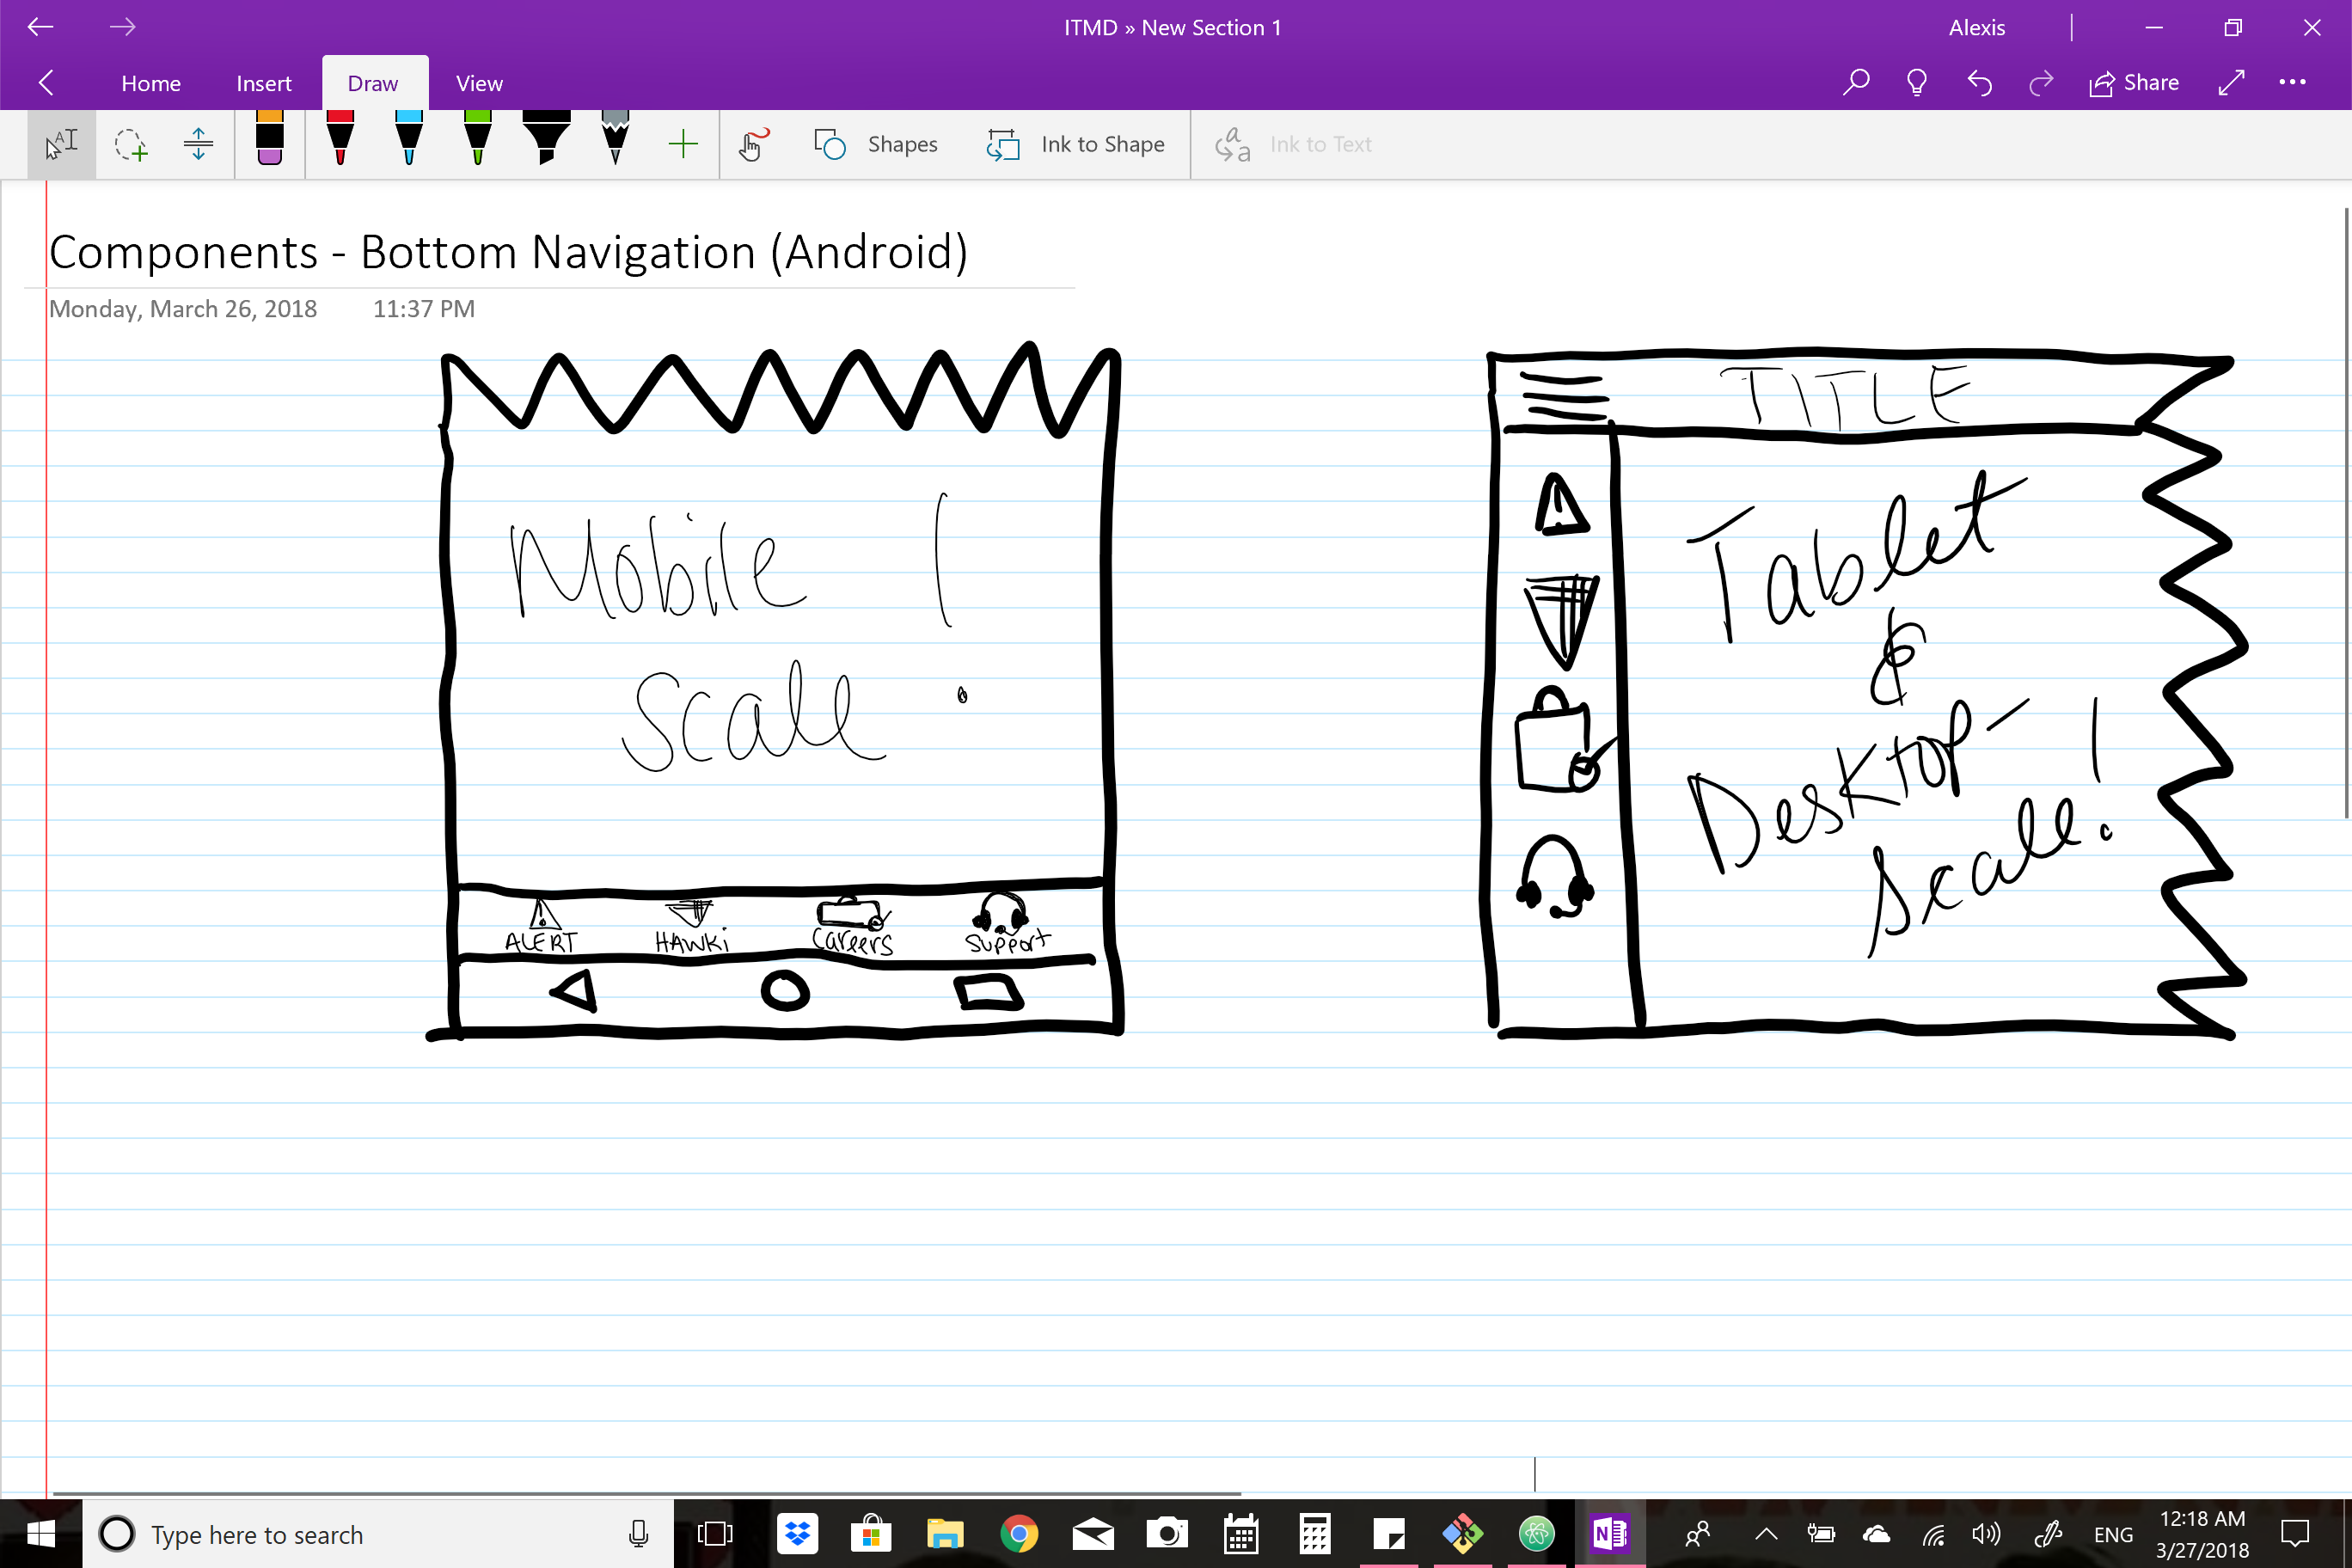 ITMD » New Section 1
Alexis
Home Insert Draw View
Share
Shapes Ink to Shape Ink to Text
Components - Bottom Navigation (Android)
Monday, March 26, 2018 11:37 PM
Mobile !
Scale
ALERT HAWKi Careers Support
TITLE
Tablet
&
Desktop-
Scale!
Type here to search
ENG
12:18 AM
3/27/2018